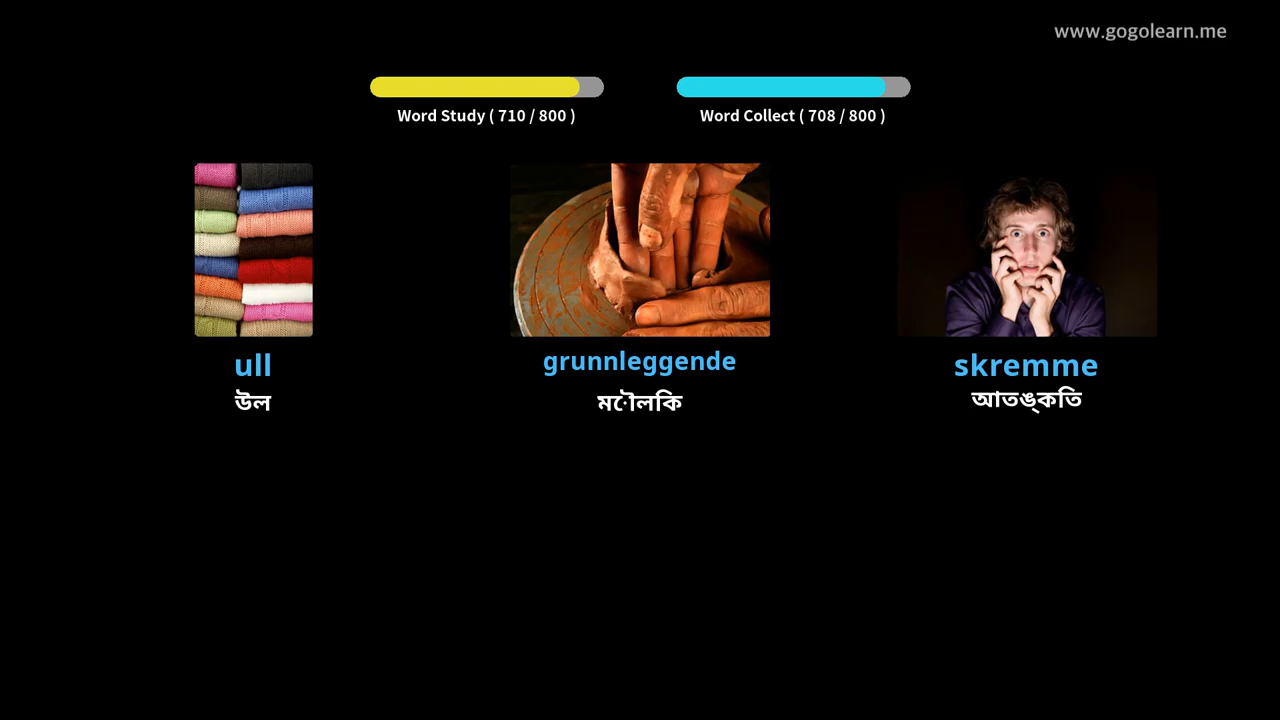 www.gogolearn.me
Word Study ( 710 / 800 )
Word Collect ( 708 / 800 )
ull
grunnleggende
skremme
উল
মৌলিক
আতঙ্কিত